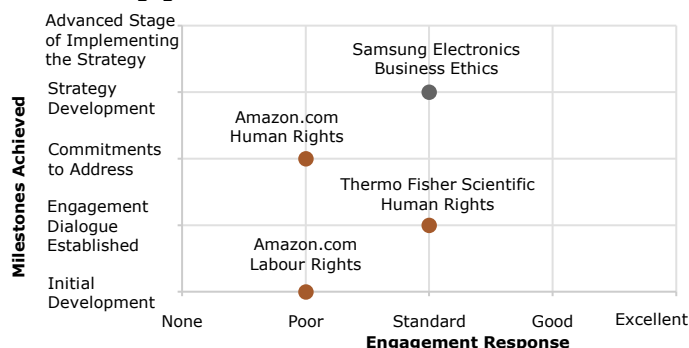 Advanced Stage
of Implementing
the Strategy
Samsung Electronics
Business Ethics
Strategy
Development
Amazon.com
Human Rights
Commitments
to Address
Thermo Fisher Scientific
Human Rights
Engagement
Dialogue
Established
Amazon.com
Labour Rights
Initial
Development
Milestones Achieved
None
Poor
Standard
Good
Excellent
Engagement Response